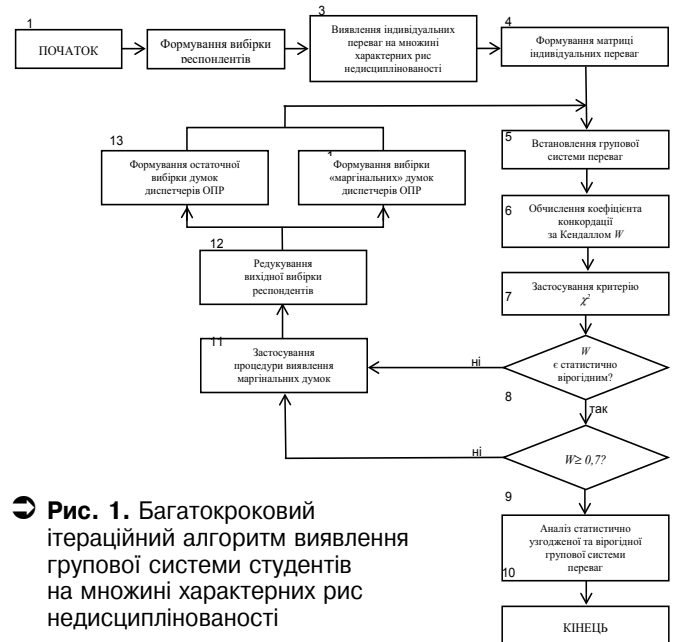 1
ПОЧАТОК
Формування вибірки
респондентів
3
Виявлення індивідуальних
переваг на множині
характерних рис
недисциплінованості
4
Формування матриці
індивідуальних переваг
5
Встановлення групової
системи переваг
6
Обчислення коефіцієнта
конкордації
за Кендаллом W
7
Застосування критерію
χ²
W
є статистично
вірогідним?
8
ні
так
W≥ 0,7?
ні
9
Аналіз статистично
узгодженої та вірогідної
групової системи
переваг
10
КІНЕЦЬ
11
Застосування
процедури виявлення
маргінальних думок
12
Редукування
вихідної вибірки
респондентів
13
Формування остаточної
вибірки думок
диспетчерів ОПР
1
Формування вибірки
«маргінальних» думок
диспетчерів ОПР
➲ Рис. 1. Багатокроковий
ітераційний алгоритм виявлення
групової системи студентів
на множині характерних рис
недисциплінованості